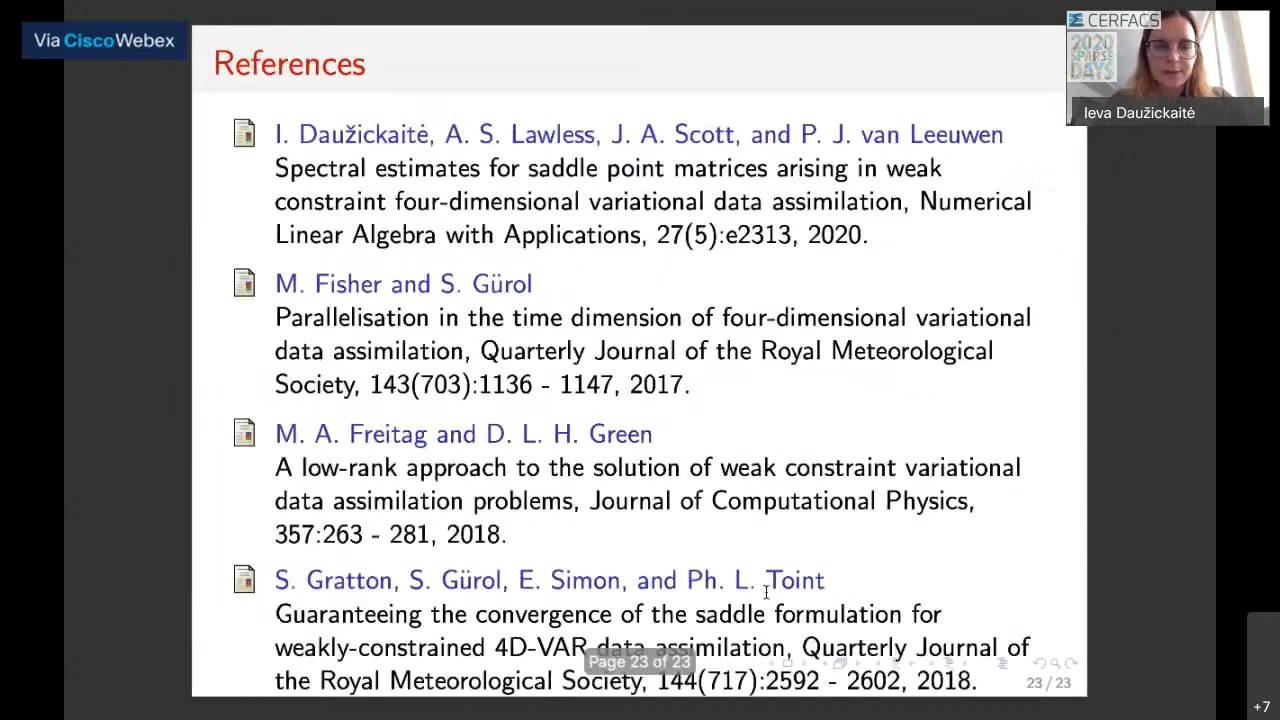 Via Cisco Webex
References
CERFACS
2020
SPARSE
DAYS
Ieva Daužickaitė
I. Daužickaitė, A. S. Lawless, J. A. Scott, and P. J. van Leeuwen
Spectral estimates for saddle point matrices arising in weak
constraint four-dimensional variational data assimilation, Numerical
Linear Algebra with Applications, 27(5):e2313, 2020.
M. Fisher and S. Gürol
Parallelisation in the time dimension of four-dimensional variational
data assimilation, Quarterly Journal of the Royal Meteorological
Society, 143(703):1136 - 1147, 2017.
M. A. Freitag and D. L. H. Green
A low-rank approach to the solution of weak constraint variational
data assimilation problems, Journal of Computational Physics,
357:263 - 281, 2018.
S. Gratton, S. Gürol, E. Simon, and Ph. L. Toint
Guaranteeing the convergence of the saddle formulation for
weakly-constrained 4D-VAR data assimilation, Quarterly Journal of
the Royal Meteorological Society, 144(717):2592 - 2602, 2018.
Page 23 of 23
23 / 23
+7